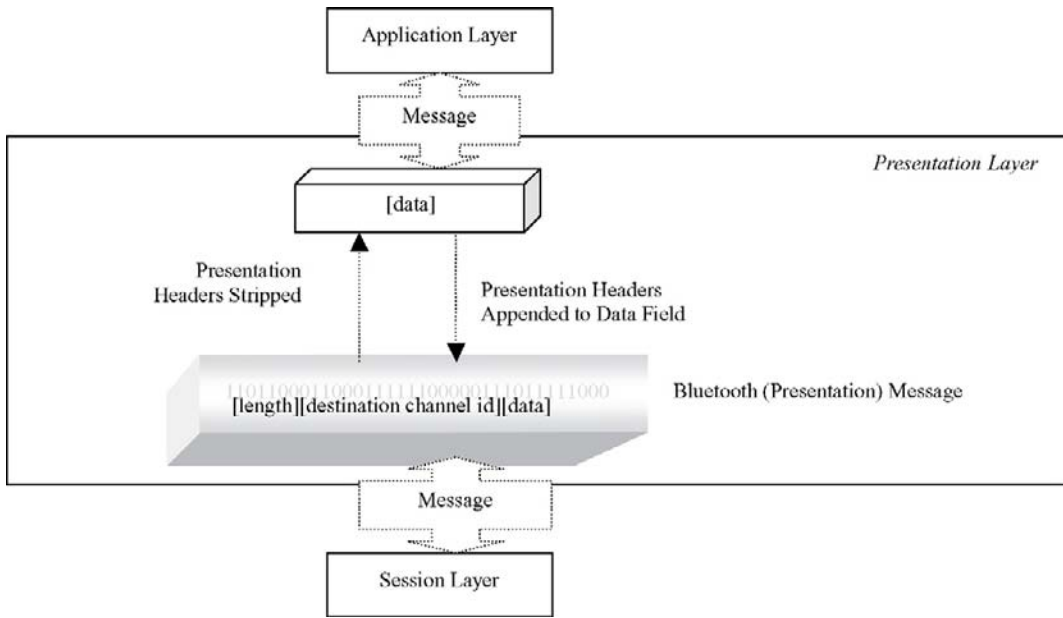 Application Layer
Message
Presentation Layer
[data]
Presentation
Headers Stripped
Presentation Headers
Appended to Data Field
[length][destination channel id][data]
Bluetooth (Presentation) Message
Message
Session Layer